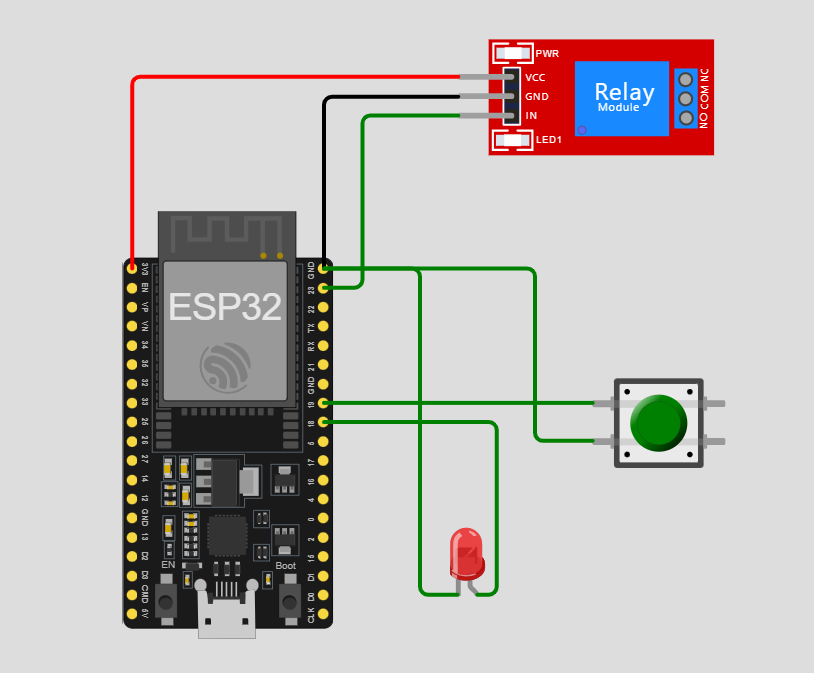 PWR
VCC
GND
IN
LED1
Relay
Module
NO COM NC
ESP32
3V3
EN
VP
VN
34
35
32
33
25
26
27
14
12
GND
13
D2
D3
CMD
5V
GND
23
22
TX
RX
21
GND
19
18
5
17
16
4
0
2
15
D1
D0
CLK
EN
Boot